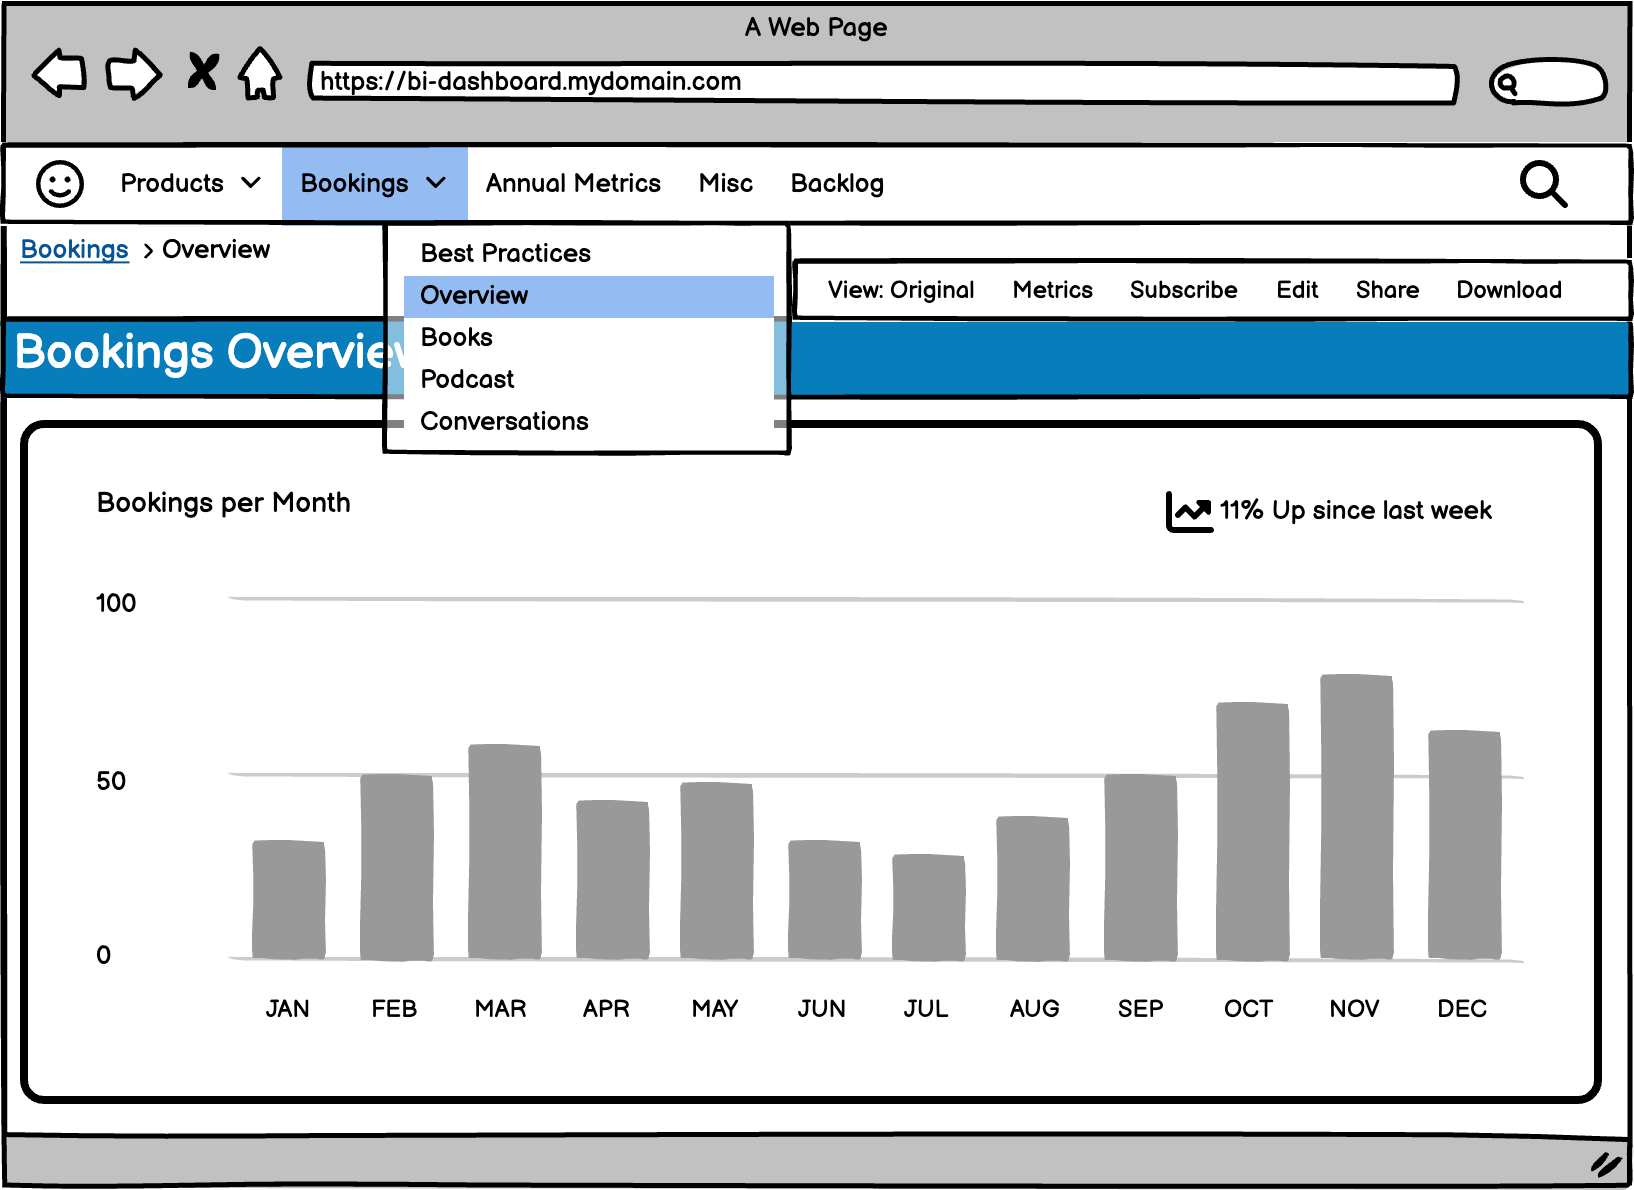 A Web Page
https://bi-dashboard.mydomain.com
Products Bookings Annual Metrics Misc Backlog
Bookings > Overview
Best Practices
Overview
Books
Podcast
Conversations
View: Original Metrics Subscribe Edit Share Download
Bookings Overview
Bookings per Month
11% Up since last week
100
50
0
JAN FEB MAR APR MAY JUN JUL AUG SEP OCT NOV DEC